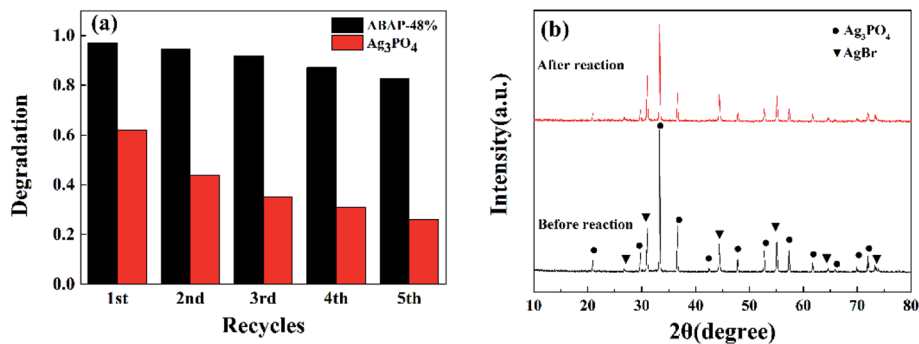 (a)
ABAP-48%
Ag3PO4
1.0
0.8
0.6
0.4
0.2
0.0
Degradation
1st 2nd 3rd 4th 5th
Recycles
(b)
Ag3PO4
AgBr
After reaction
Before reaction
Intensity(a.u.)
10 20 30 40 50 60 70 80
2θ(degree)